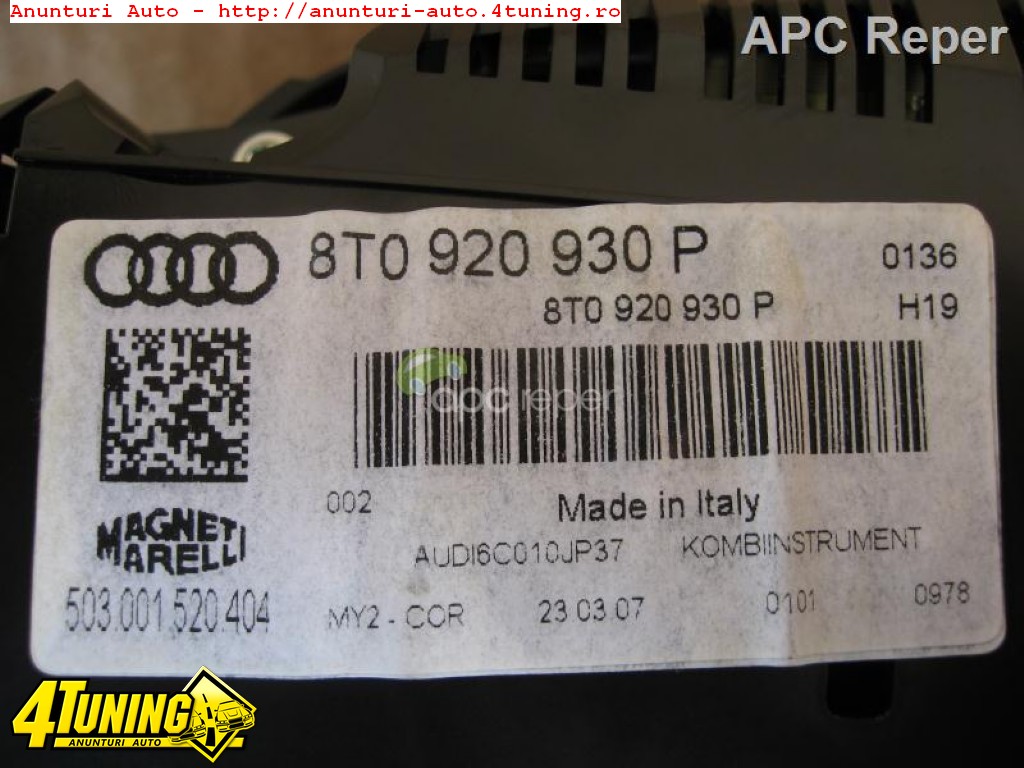 Anunturi Auto - http://anunturi-auto.4tuning.ro
APC Reper
8T0 920 930 P
0136
8T0 920 930 P
H19
apc reper
002
Made in Italy
MAGNETI
MARELLI
AUDI6C010JP37
KOMBIINSTRUMENT
503.001.520.404
MY2 - COR
23.03.07
0101
0978
4TUNING
ANUNTURI AUTO